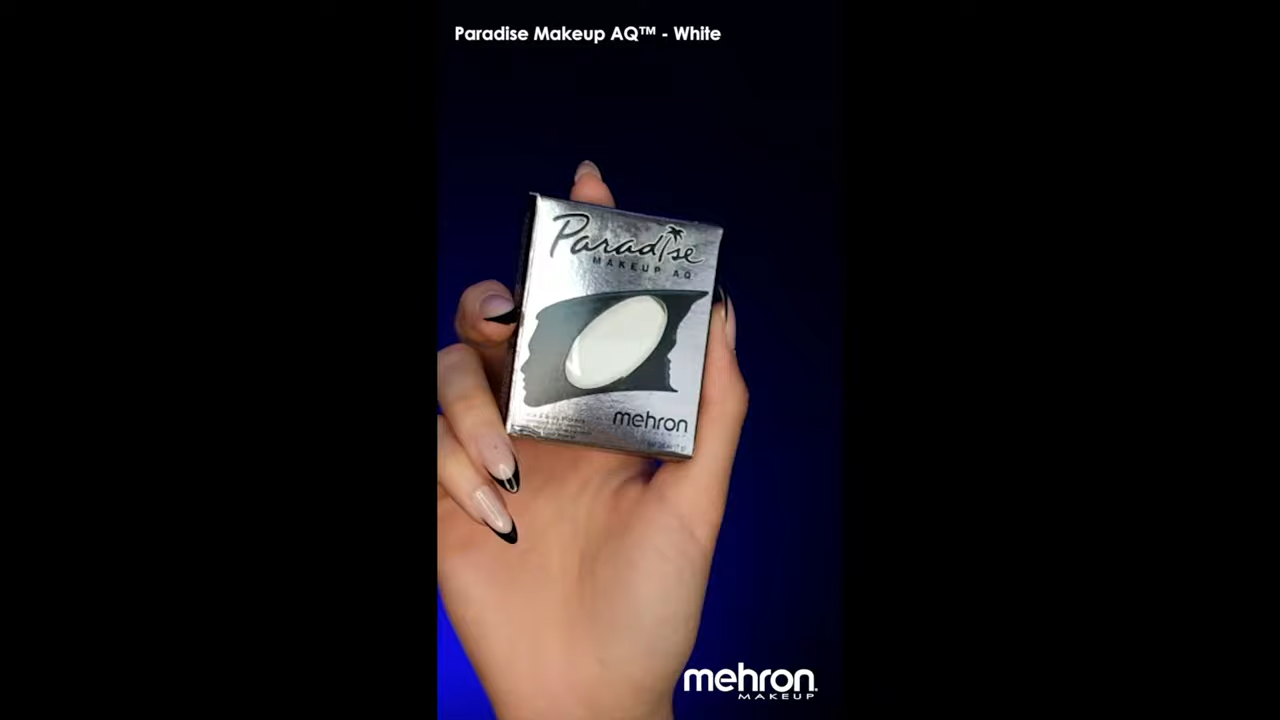 Paradise Makeup AQ™ - White
Paradise
MAKEUP AQ
mehron
mehron
MAKEUP